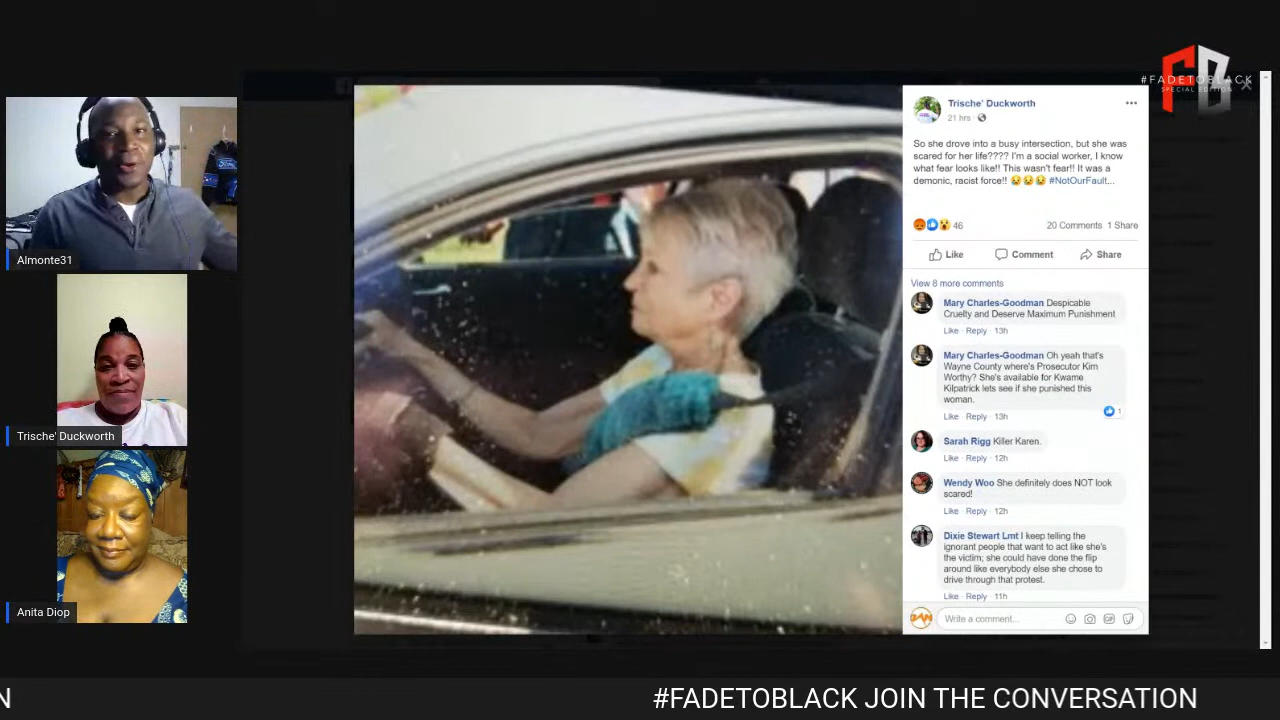 #FADETOBLACK
SPECIAL EDITION
Almonte31
Trische' Duckworth
Anita Diop
Trische' Duckworth
21 hrs
So she drove into a busy intersection, but she was
scared for her life???? I'm a social worker, I know
what fear looks like!! This wasn't fear!! It was a
demonic, racist force!! 😢😢😢 #NotOurFault...
46
20 Comments 1 Share
Like Comment Share
View 8 more comments
Mary Charles-Goodman Despicable
Cruelty and Deserve Maximum Punishment
Like · Reply · 13h
Mary Charles-Goodman Oh yeah that's
Wayne County where's Prosecutor Kim
Worthy? She's available for Kwame
Kilpatrick lets see if she punished this
woman.
1
Like · Reply · 13h
Sarah Rigg Killer Karen.
Like · Reply · 12h
Wendy Woo She definitely does NOT look
scared!
Like · Reply · 12h
Dixie Stewart Lmt I keep telling the
ignorant people that want to act like she's
the victim; she could have done the flip
around like everybody else she chose to
drive through that protest.
Like · Reply · 11h
Write a comment...
GIF
N #FADETOBLACK JOIN THE CONVERSATION